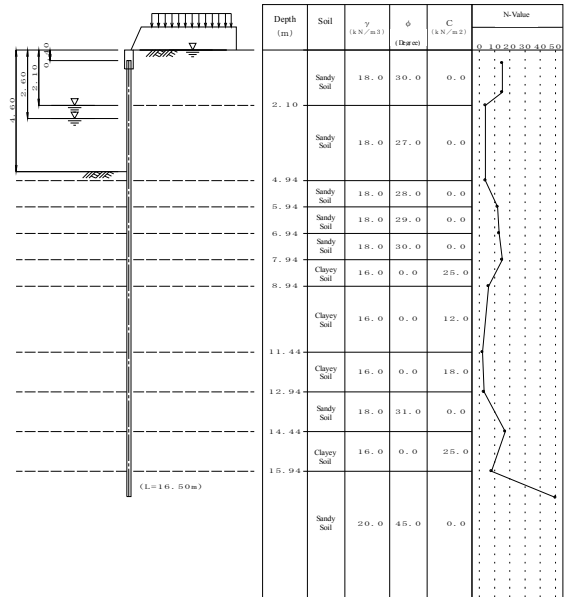 Depth
(m)
Soil
γ
(kN/m3)
φ
(Degree)
C
(kN/m2)
N-Value
0 10 20 30 40 50
0.40
2.10
2.60
4.60
Sandy
Soil
18.0 30.0 0.0
2.10
Sandy
Soil
18.0 27.0 0.0
4.94
Sandy
Soil
18.0 28.0 0.0
5.94
Sandy
Soil
18.0 29.0 0.0
6.94
Sandy
Soil
18.0 30.0 0.0
7.94
Clayey
Soil
16.0 0.0 25.0
8.94
Clayey
Soil
16.0 0.0 12.0
11.44
Clayey
Soil
16.0 0.0 18.0
12.94
Sandy
Soil
18.0 31.0 0.0
14.44
Clayey
Soil
16.0 0.0 25.0
15.94
(L=16.50m)
Sandy
Soil
20.0 45.0 0.0